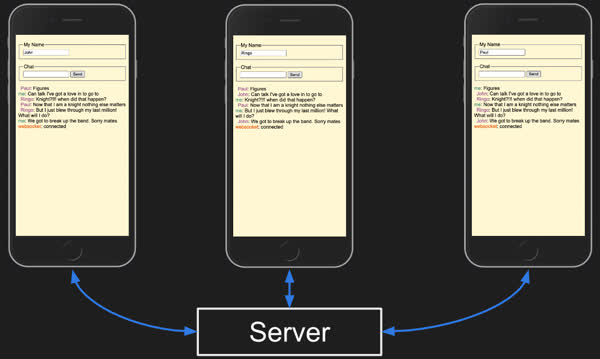 My Name
John
Chat
Send
Paul: Figures
me: Can talk I've got a love in to go to
Ringo: Knight?!!! when did that happen?
Paul: Now that I am a knight nothing else matters
Ringo: But I just blew through my last million!
What will I do?
me: We got to break up the band. Sorry mates
websocket: connected
My Name
Ringo
Chat
Send
Paul: Figures
John: Can talk I've got a love in to go to
me: Knight?!!! when did that happen?
Paul: Now that I am a knight nothing else matters
me: But I just blew through my last million! What
will I do?
John: We got to break up the band. Sorry mates
websocket: connected
My Name
Paul
Chat
Send
me: Figures
John: Can talk I've got a love in to go to
Ringo: Knight?!!! when did that happen?
me: Now that I am a knight nothing else matters
Ringo: But I just blew through my last million!
What will I do?
John: We got to break up the band. Sorry mates
websocket: connected
Server